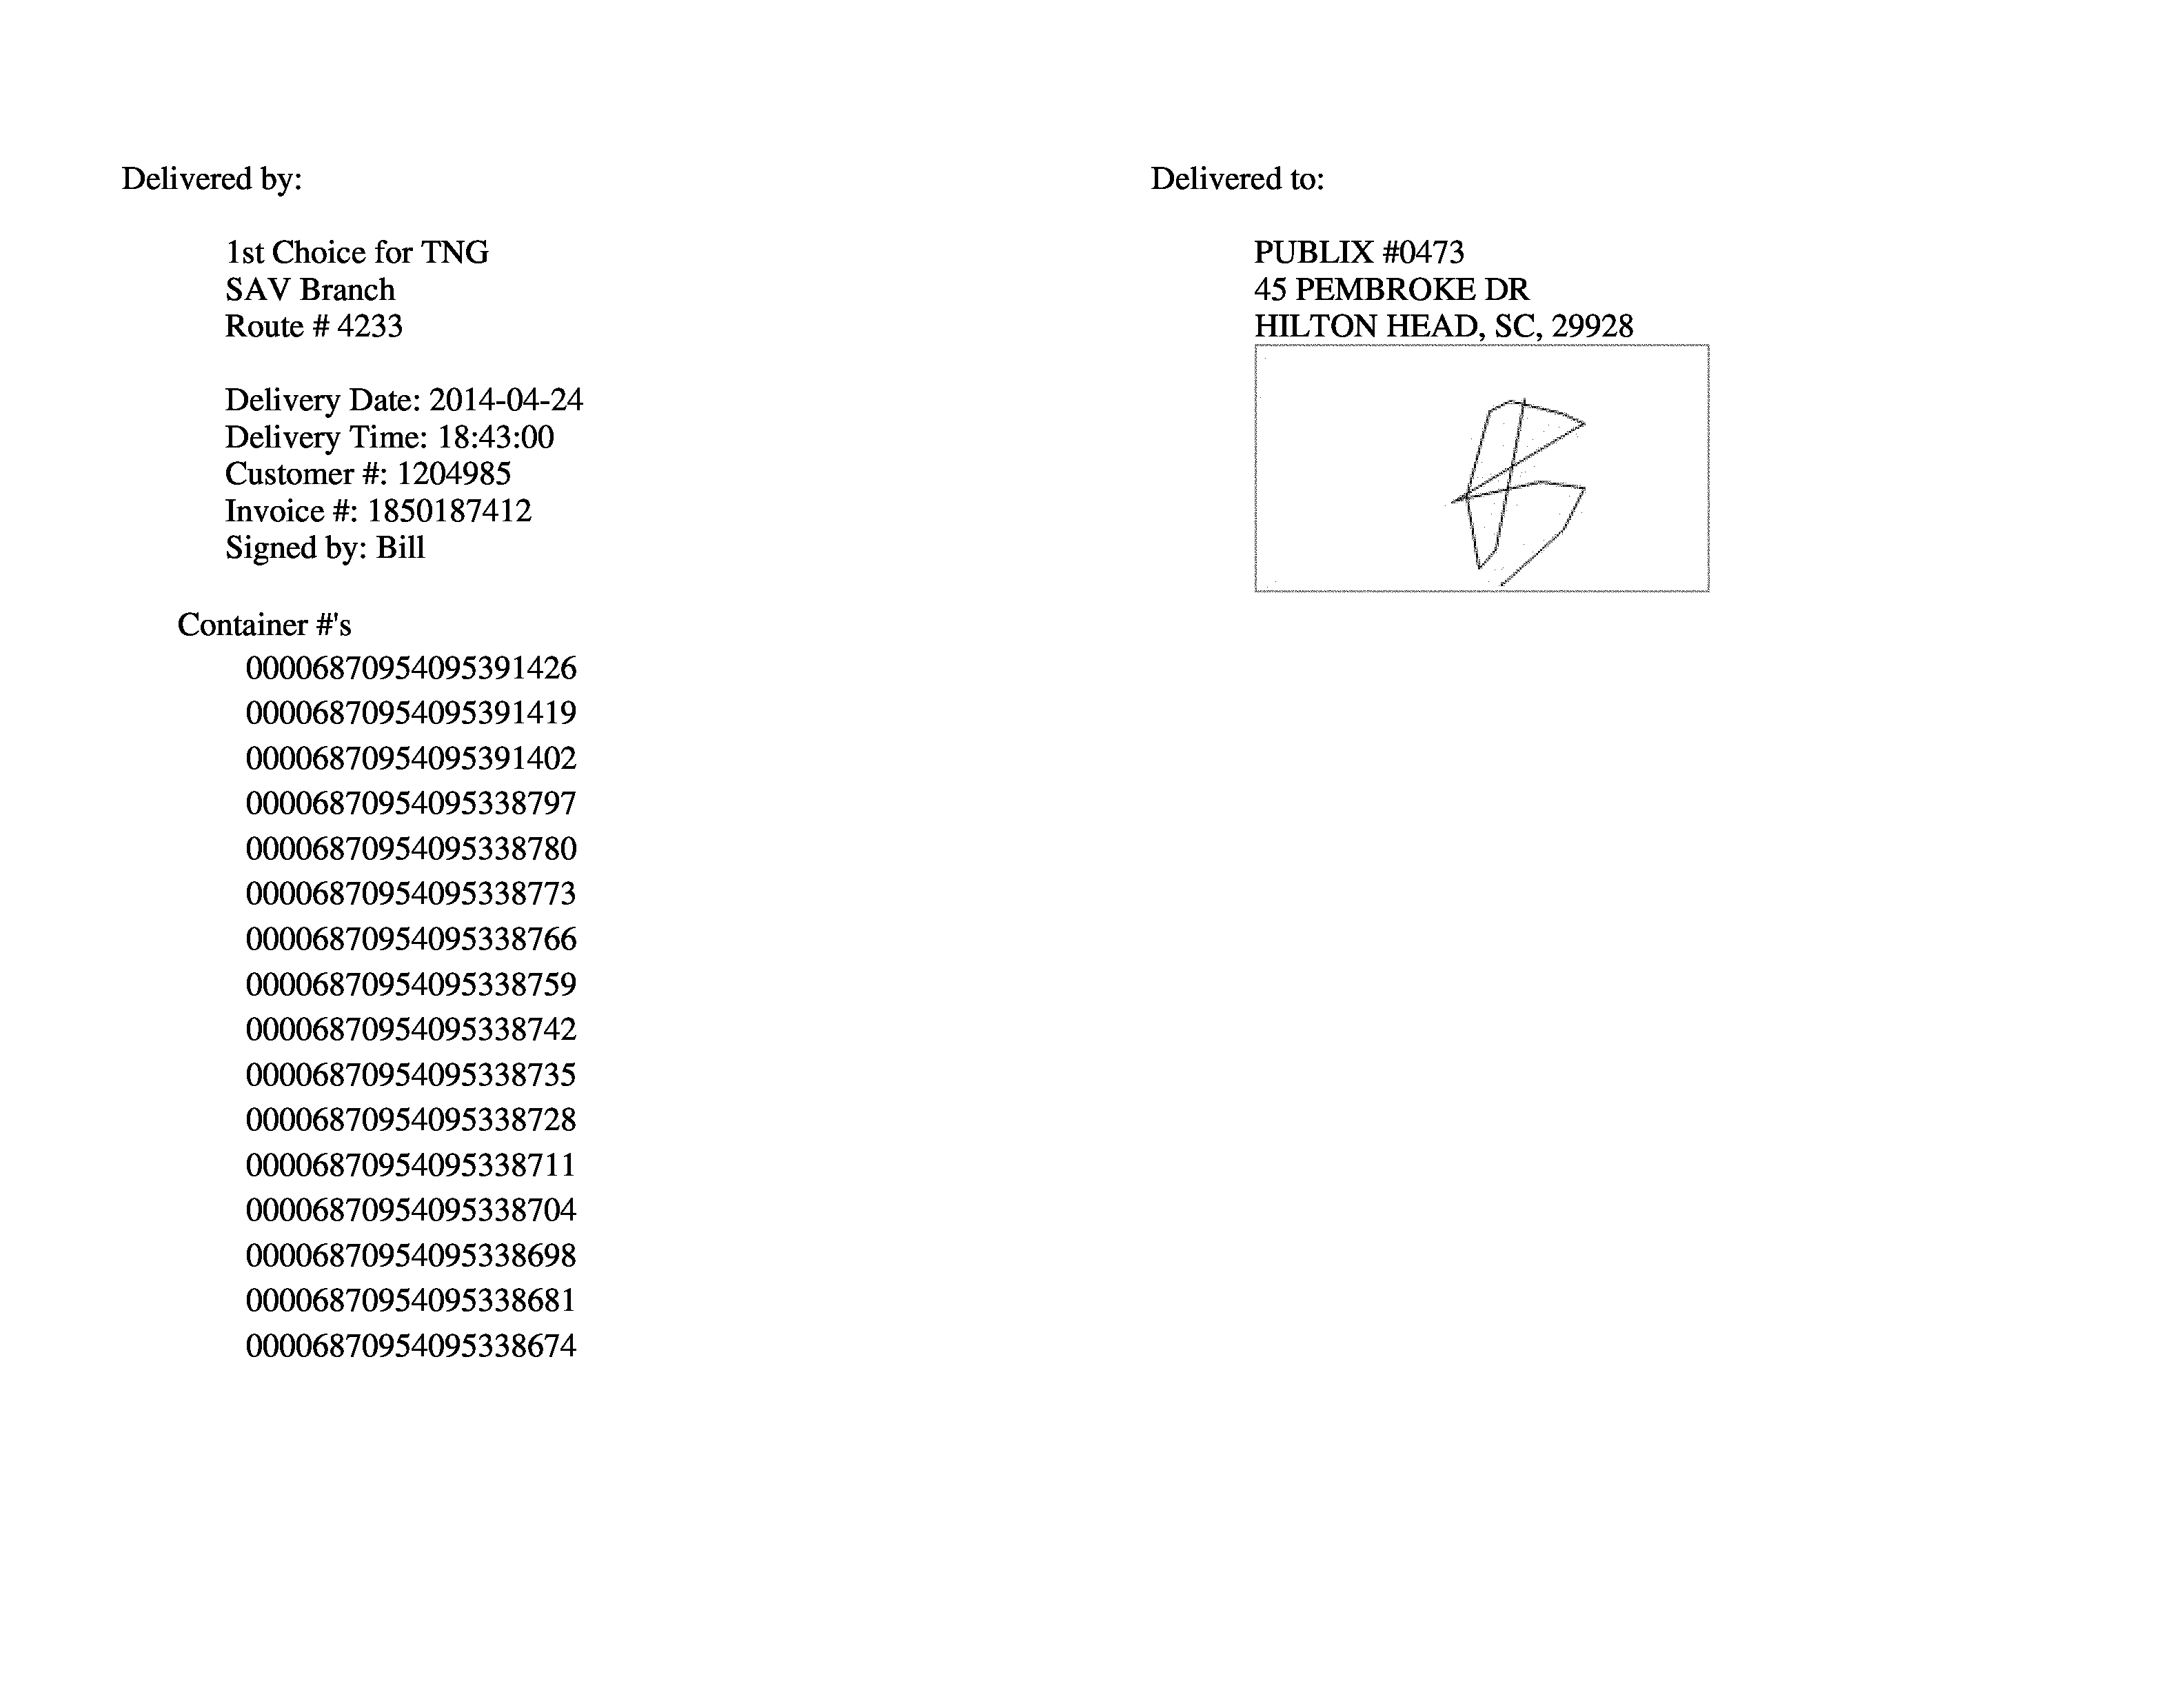 Delivered by:
1st Choice for TNG
SAV Branch
Route # 4233
Delivery Date: 2014-04-24
Delivery Time: 18:43:00
Customer #: 1204985
Invoice #: 1850187412
Signed by: Bill
Container #'s
00006870954095391426
00006870954095391419
00006870954095391402
00006870954095338797
00006870954095338780
00006870954095338773
00006870954095338766
00006870954095338759
00006870954095338742
00006870954095338735
00006870954095338728
00006870954095338711
00006870954095338704
00006870954095338698
00006870954095338681
00006870954095338674
Delivered to:
PUBLIX #0473
45 PEMBROKE DR
HILTON HEAD, SC, 29928